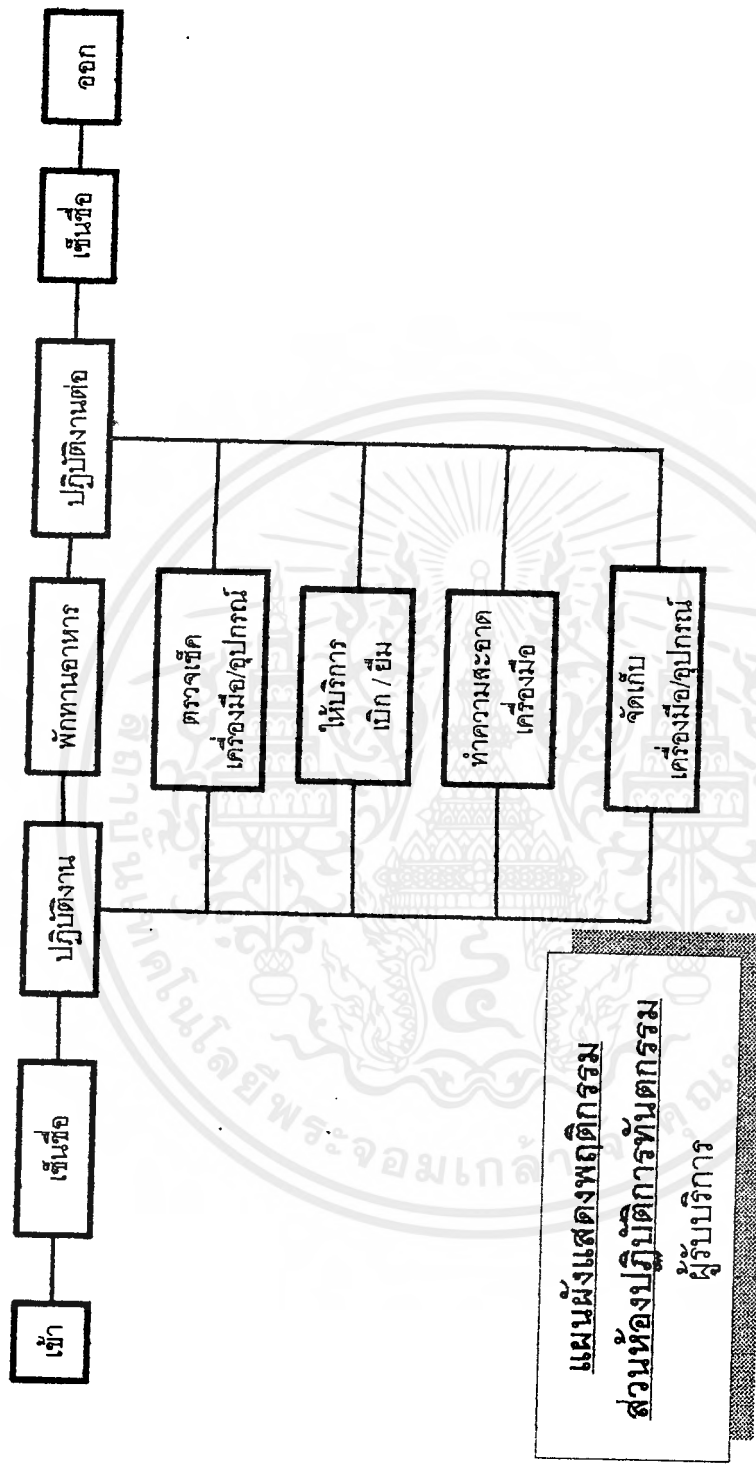 เข้า
เซ็นชื่อ
ปฏิบัติงาน
พักทานอาหาร
ปฏิบัติงานต่อ
เซ็นชื่อ
ออก
ตรวจเช็ค
เครื่องมือ/อุปกรณ์
ให้บริการ
เบิก / ยืม
ทำความสะอาด
เครื่องมือ
จัดเก็บ
เครื่องมือ/อุปกรณ์
แผนผังแสดงพฤติกรรม
ส่วนห้องปฏิบัติการทันตกรรม
ผู้รับบริการ